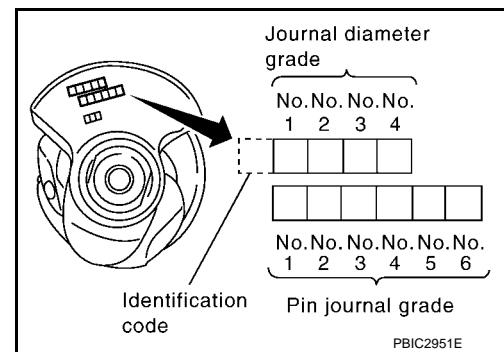 Journal diameter
grade
No. No. No. No.
1 2 3 4
No. No. No. No. No. No.
1 2 3 4 5 6
Identification
code
Pin journal grade
PBIC2951E